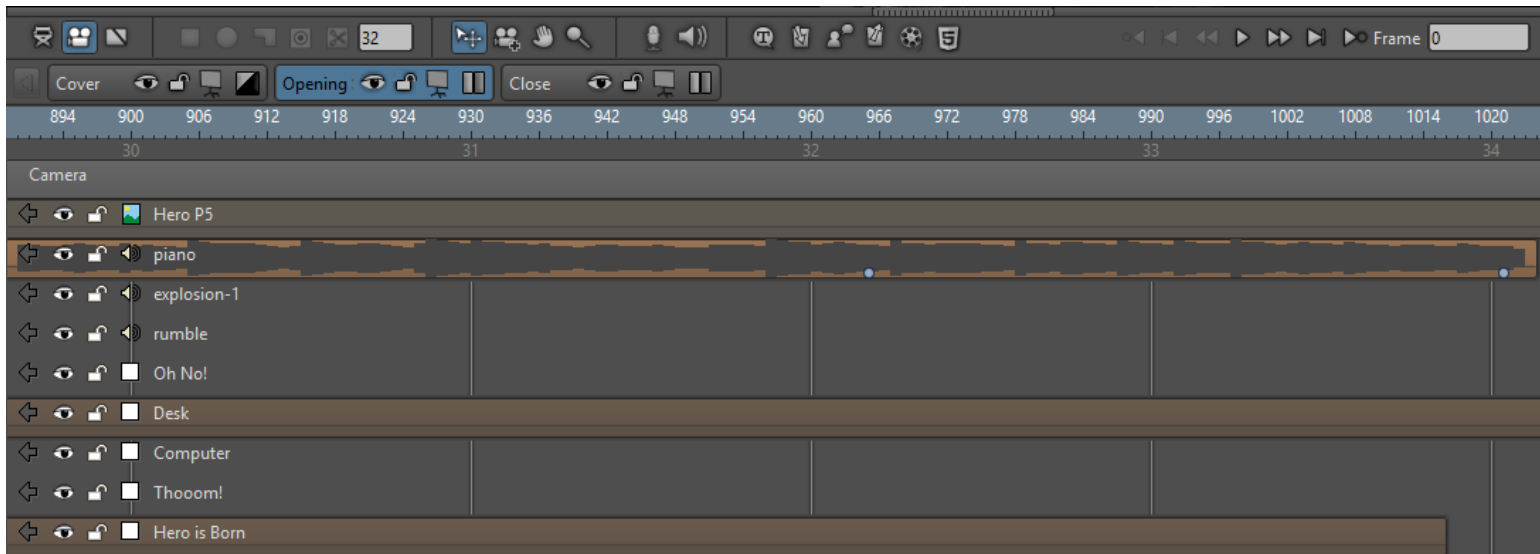 32 Frame 0
Cover Opening Close
894 900 906 912 918 924 930 936 942 948 954 960 966 972 978 984 990 996 1002 1008 1014 1020
30 31 32 33 34
Camera
Hero P5
piano
explosion-1
rumble
Oh No!
Desk
Computer
Thooom!
Hero is Born